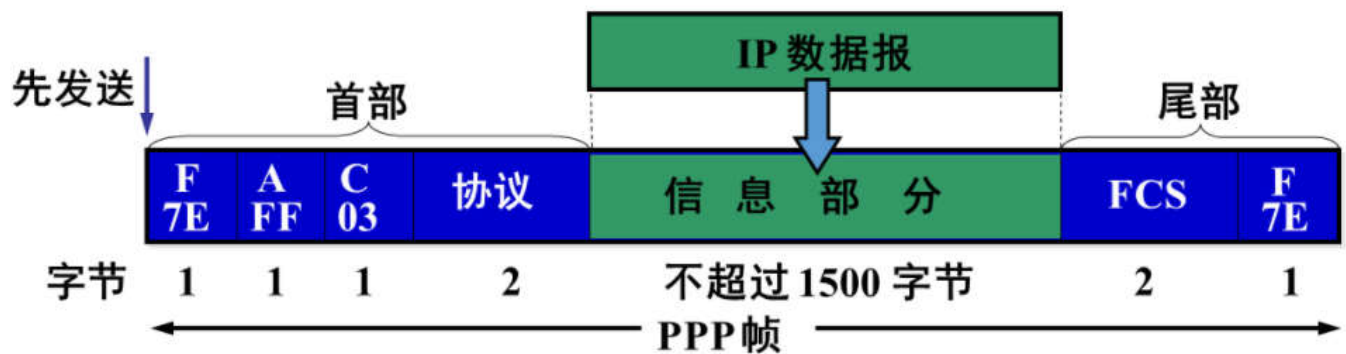 IP 数据报
先发送
首部
尾部
F
7E
A
FF
C
03
协议
信息部分
FCS
F
7E
字节 1 1 1 2 不超过 1500 字节 2 1
PPP 帧